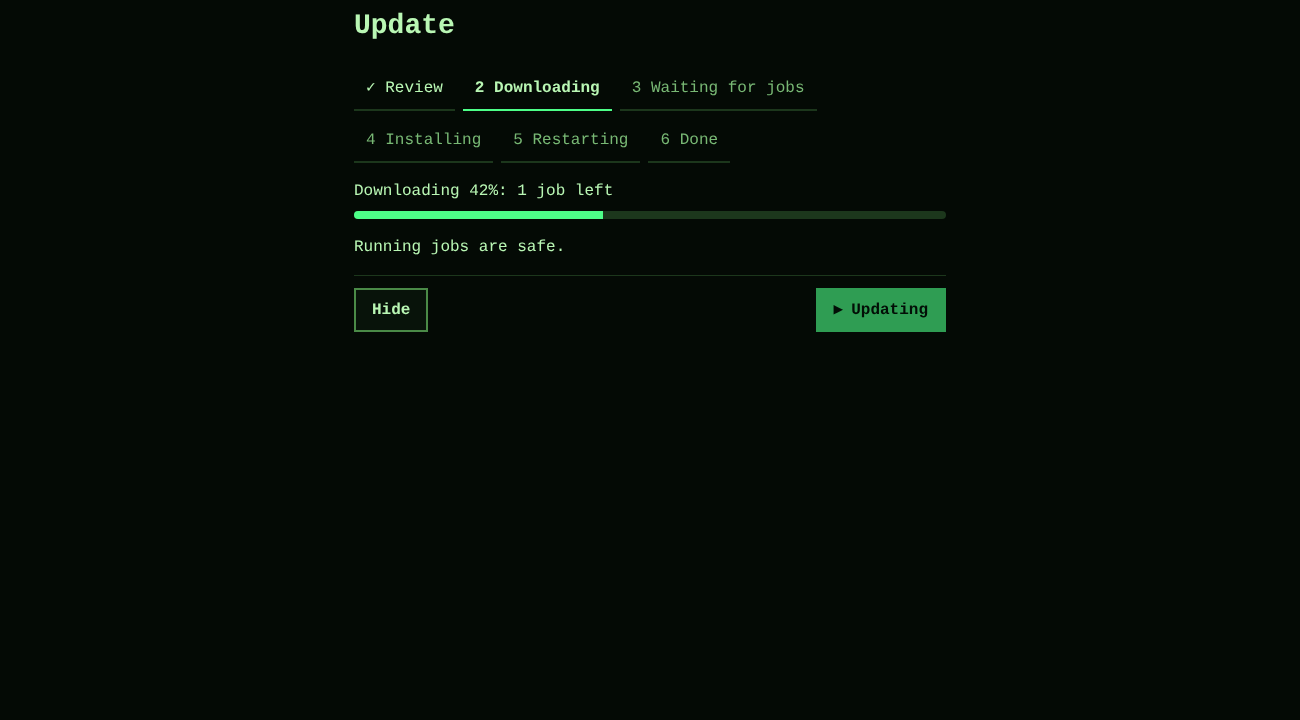 Update
✓ Review 2 Downloading 3 Waiting for jobs
4 Installing 5 Restarting 6 Done
Downloading 42%: 1 job left
Running jobs are safe.
Hide ▶ Updating